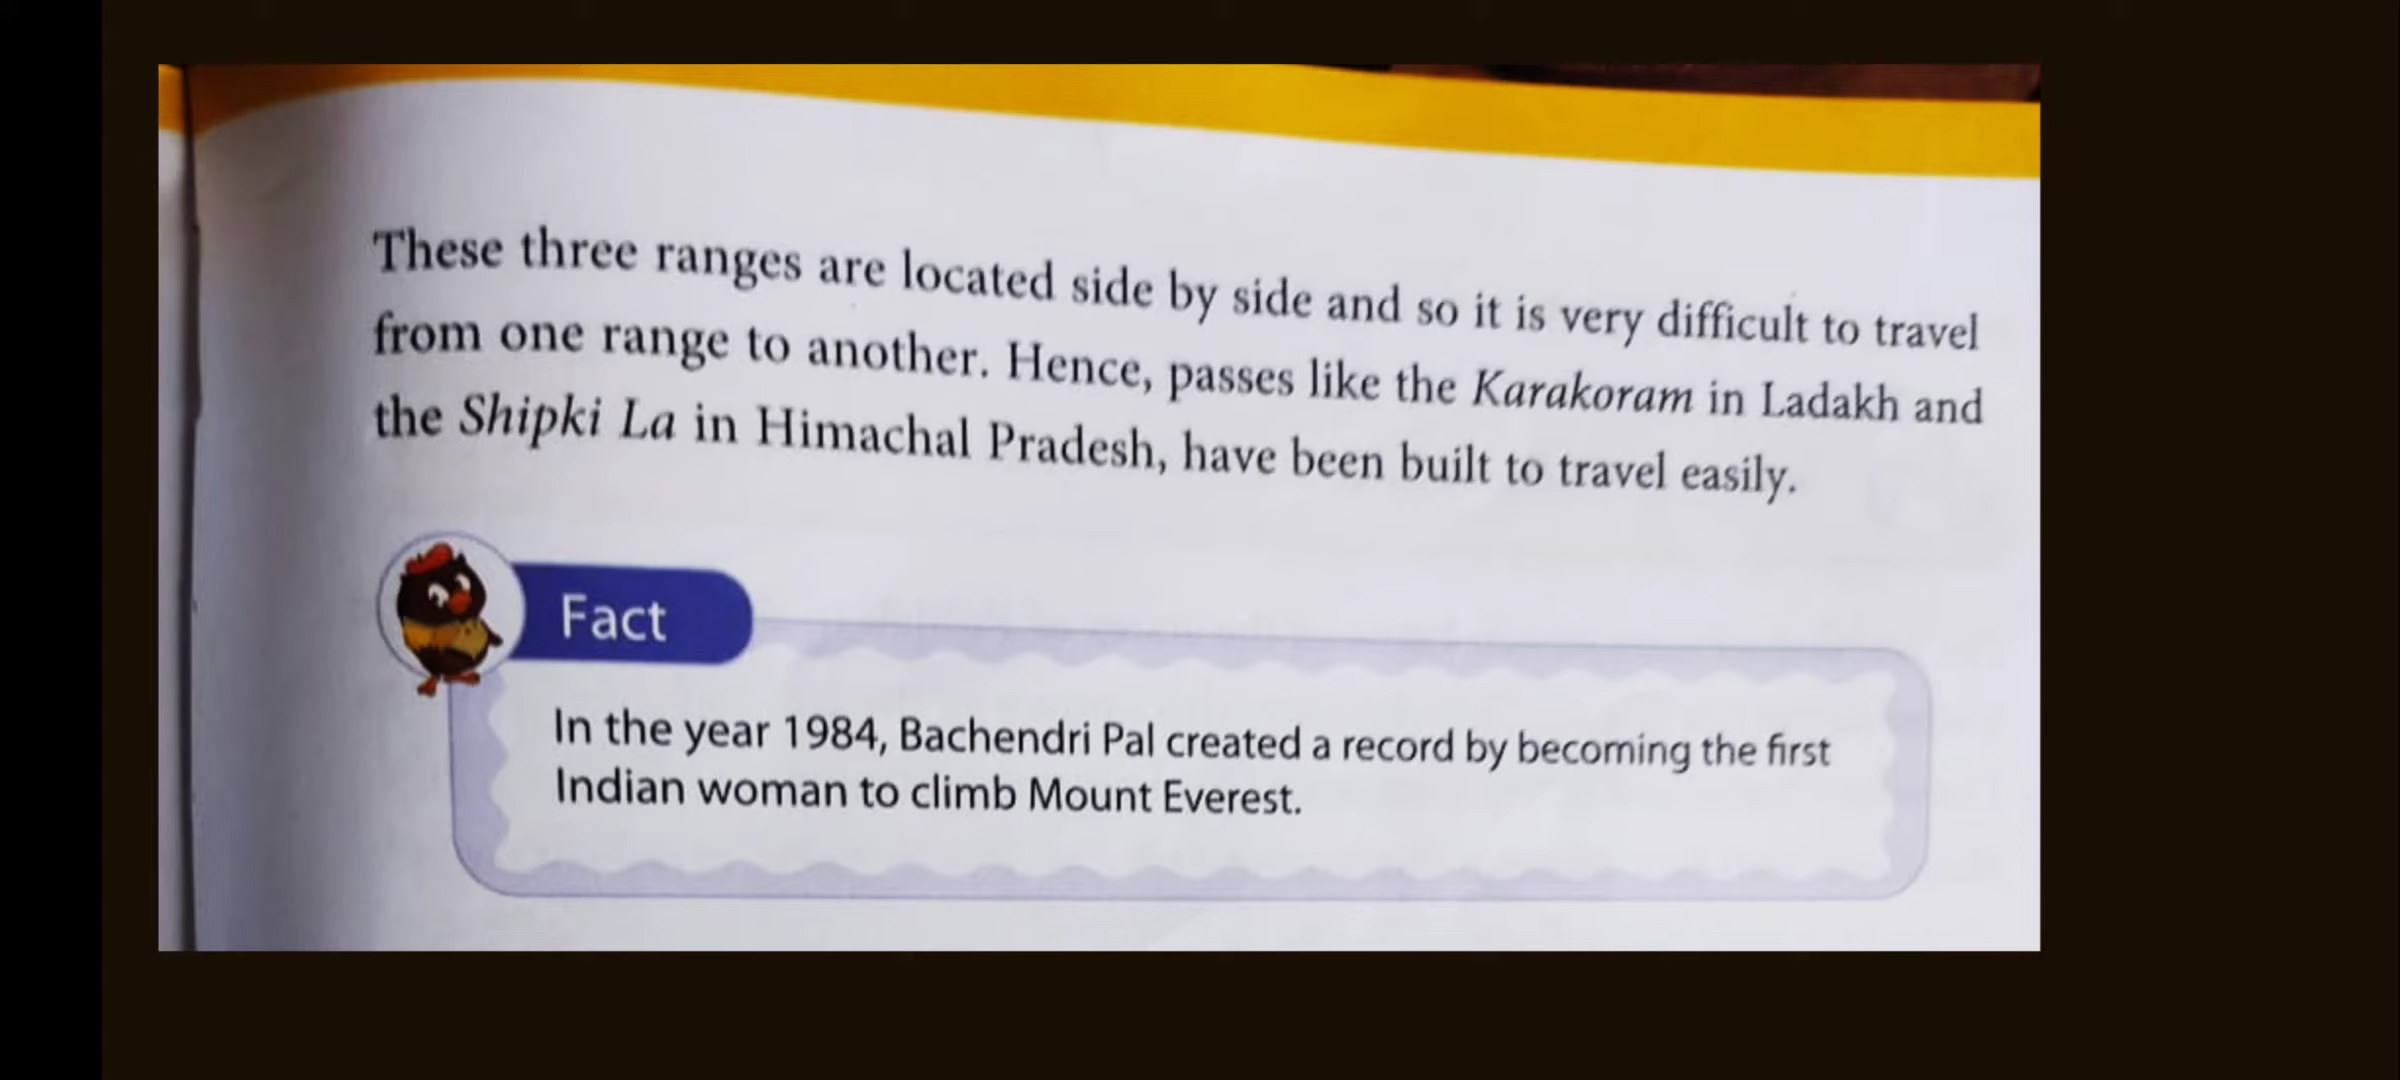 These three ranges are located side by side and so it is very difficult to travel
from one range to another. Hence, passes like the Karakoram in Ladakh and
the Shipki La in Himachal Pradesh, have been built to travel easily.
Fact
In the year 1984, Bachendri Pal created a record by becoming the first
Indian woman to climb Mount Everest.